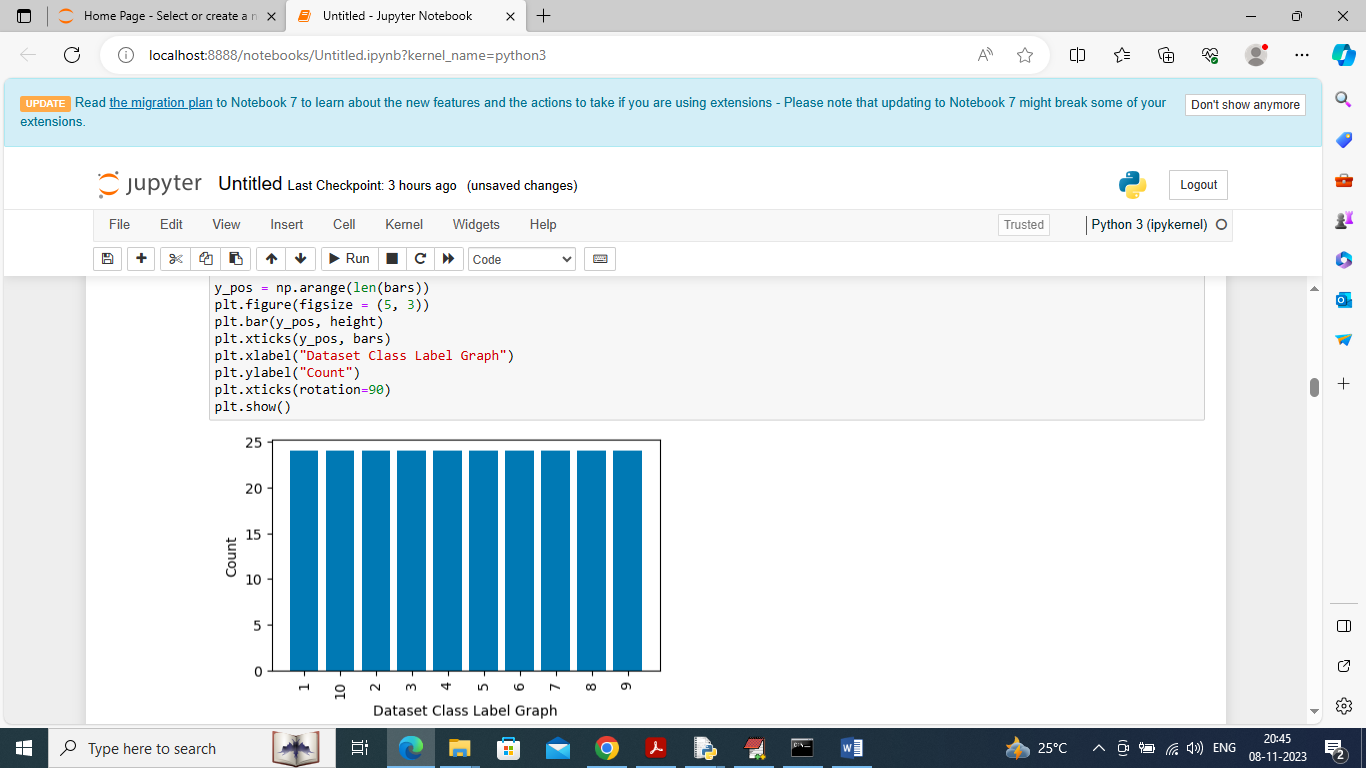 Home Page - Select or create a n
Untitled - Jupyter Notebook
localhost:8888/notebooks/Untitled.ipynb?kernel_name=python3
UPDATE Read the migration plan to Notebook 7 to learn about the new features and the actions to take if you are using extensions - Please note that updating to Notebook 7 might break some of your
extensions.
Don't show anymore
jupyter Untitled Last Checkpoint: 3 hours ago (unsaved changes)
Logout
File Edit View Insert Cell Kernel Widgets Help
Trusted
Python 3 (ipykernel)
Run
Code
y_pos = np.arange(len(bars))
plt.figure(figsize = (5, 3))
plt.bar(y_pos, height)
plt.xticks(y_pos, bars)
plt.xlabel("Dataset Class Label Graph")
plt.ylabel("Count")
plt.xticks(rotation=90)
plt.show()
25
20
15
10
5
0
Count
1 10 2 3 4 5 6 7 8 9
Dataset Class Label Graph
Type here to search
25°C
ENG
20:45
08-11-2023
2